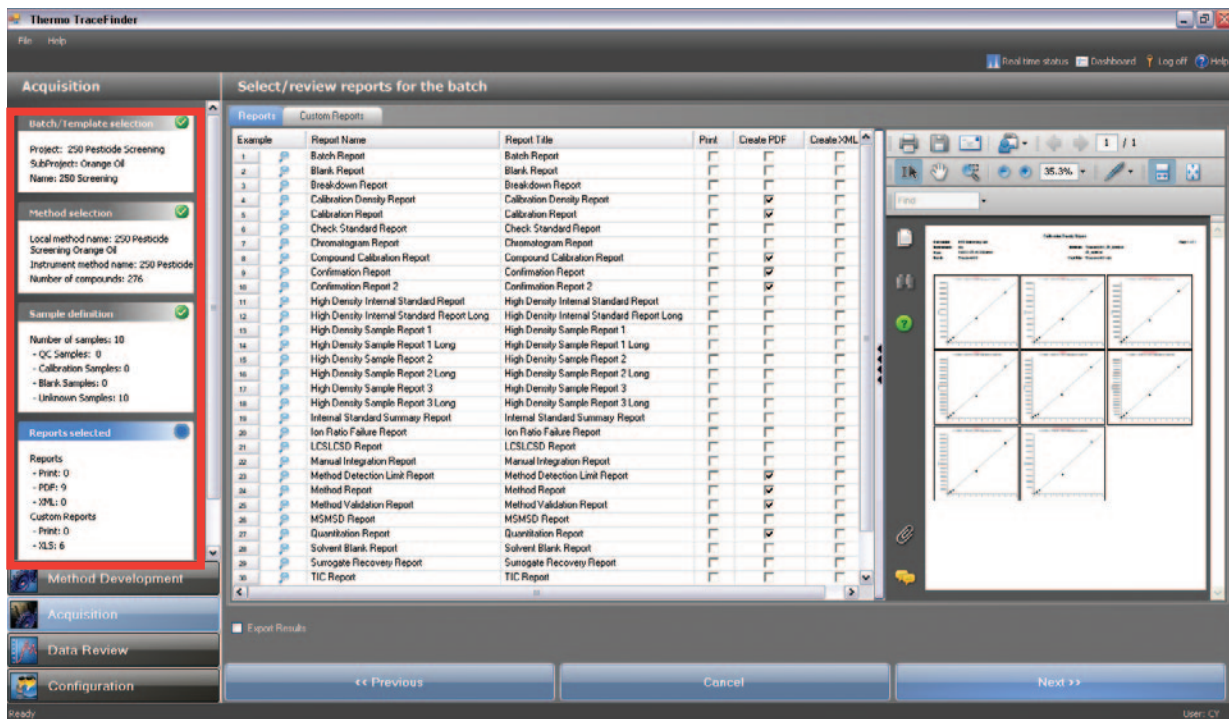 Thermo TraceFinder
File Help
Real time status Dashboard Log off Help
Acquisition
Batch/Template selection
Project: 250 Pesticide Screening
SubProject: Orange Oil
Name: 250 Screening
Method selection
Local method name: 250 Pesticide
Screening Orange Oil
Instrument method name: 250 Pesticide
Number of compounds: 276
Sample definition
Number of samples: 10
- QC Samples: 0
- Calibration Samples: 0
- Blank Samples: 0
- Unknown Samples: 10
Reports selected
Reports
- Print: 0
- PDF: 9
- XML: 0
Custom Reports
- Print: 0
- XLS: 6
Method Development
Acquisition
Data Review
Configuration
Select/review reports for the batch
Reports Custom Reports
Example Report Name Report Title Print Create PDF Create XML
1 Batch Report Batch Report
2 Blank Report Blank Report
3 Breakdown Report Breakdown Report
4 Calibration Density Report Calibration Density Report
5 Calibration Report Calibration Report
6 Check Standard Report Check Standard Report
7 Chromatogram Report Chromatogram Report
8 Compound Calibration Report Compound Calibration Report
9 Confirmation Report Confirmation Report
10 Confirmation Report 2 Confirmation Report 2
11 High Density Internal Standard Report High Density Internal Standard Report
12 High Density Internal Standard Report Long High Density Internal Standard Report Long
13 High Density Sample Report 1 High Density Sample Report 1
14 High Density Sample Report 1 Long High Density Sample Report 1 Long
15 High Density Sample Report 2 High Density Sample Report 2
16 High Density Sample Report 2 Long High Density Sample Report 2 Long
17 High Density Sample Report 3 High Density Sample Report 3
18 High Density Sample Report 3 Long High Density Sample Report 3 Long
19 Internal Standard Summary Report Internal Standard Summary Report
20 Ion Ratio Failure Report Ion Ratio Failure Report
21 LCSLCSD Report LCSLCSD Report
22 Manual Integration Report Manual Integration Report
23 Method Detection Limit Report Method Detection Limit Report
24 Method Report Method Report
25 Method Validation Report Method Validation Report
26 MSMSD Report MSMSD Report
27 Quantitation Report Quantitation Report
28 Solvent Blank Report Solvent Blank Report
29 Surrogate Recovery Report Surrogate Recovery Report
30 TIC Report TIC Report
1 / 1
35.3%
Find
Calibration Density Report
Export Results
<< Previous Cancel Next >>
Ready User: CY